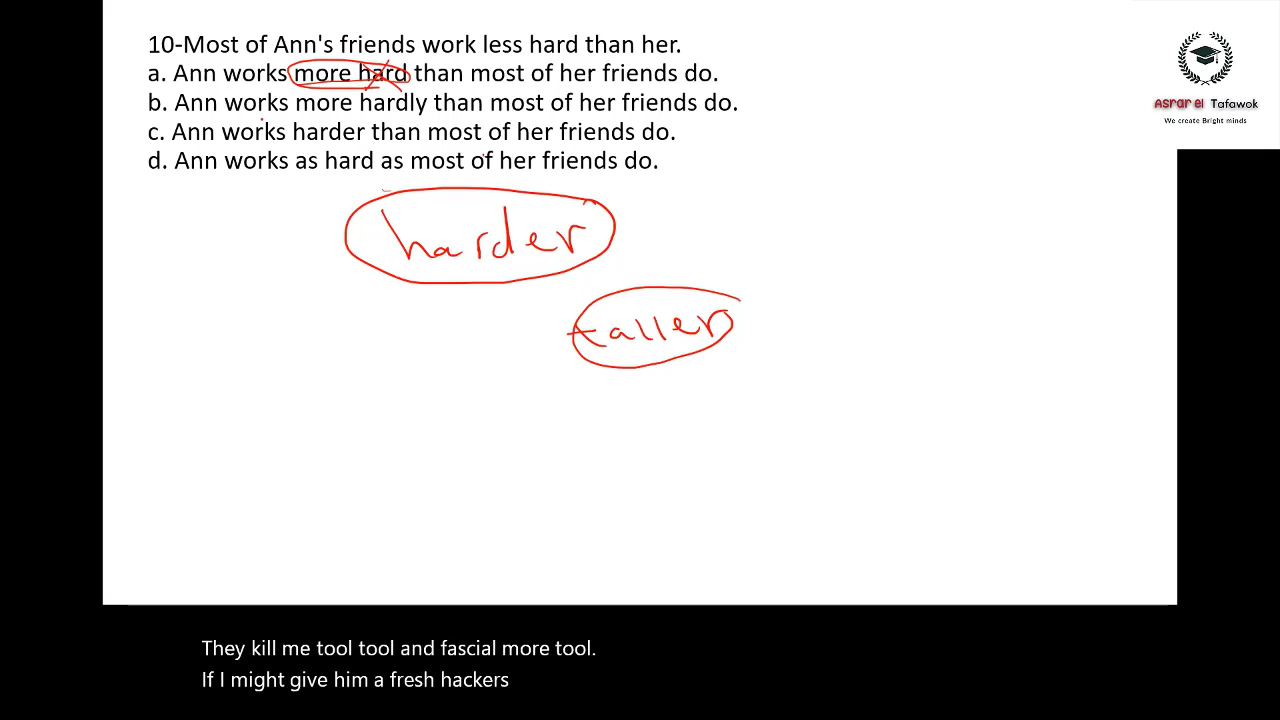 10-Most of Ann's friends work less hard than her.
a. Ann works more hard than most of her friends do.
b. Ann works more hardly than most of her friends do.
c. Ann works harder than most of her friends do.
d. Ann works as hard as most of her friends do.
Asrar el Tafawok
We create Bright minds
harder
taller
They kill me tool tool and fascial more tool.
If I might give him a fresh hackers